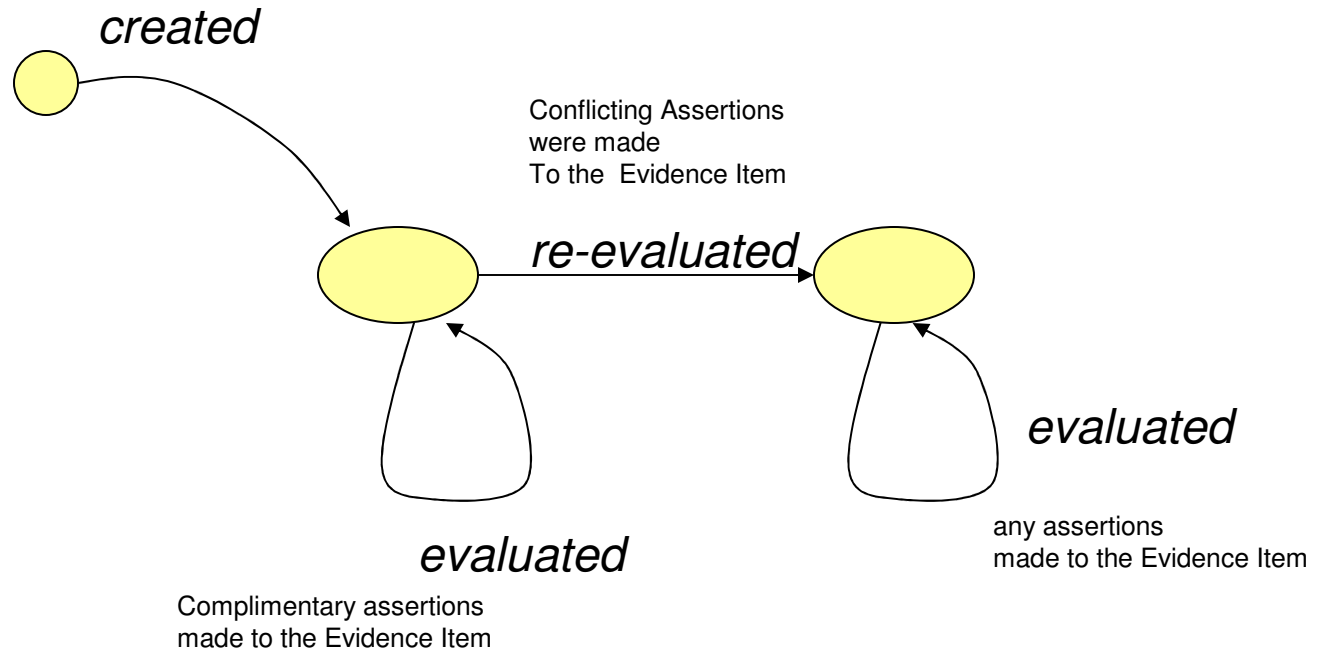 created
Conflicting Assertions
were made
To the Evidence Item
re-evaluated
evaluated
any assertions
made to the Evidence Item
evaluated
Complimentary assertions
made to the Evidence Item